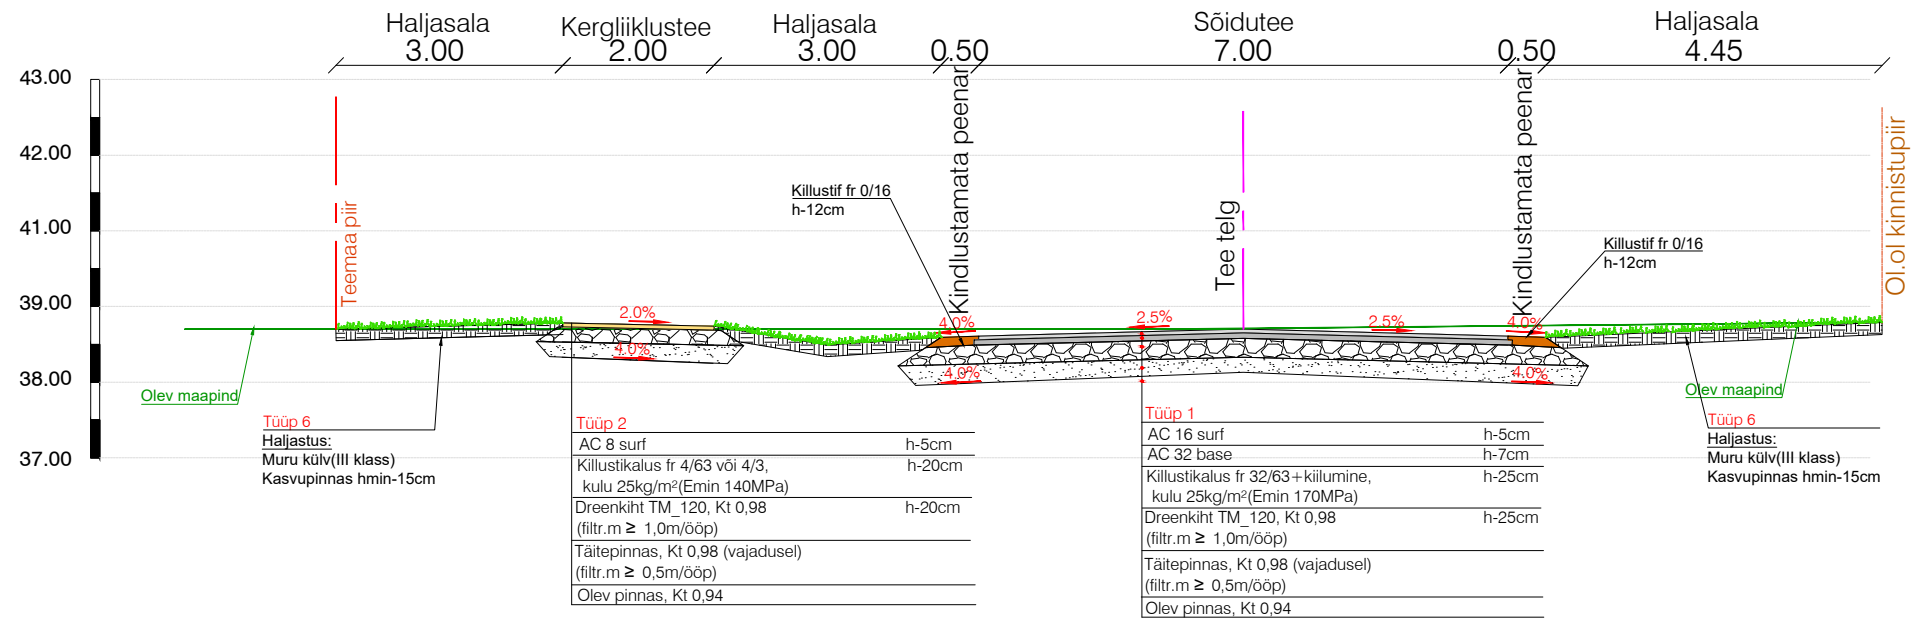 Haljasala
Kergliiklustee
Haljasala
Sõidutee
Haljasala
3.00
2.00
3.00
0.50
7.00
0.50
4.45
43.00
42.00
41.00
39.00
38.00
37.00
Teemaa piir
Kindlustamata peenar
Tee telg
Kindlustamata peenar
Ol.ol kinnistupiir
Killustif fr 0/16
h-12cm
Killustif fr 0/16
h-12cm
2.0%
4.0%
4.0%
2.5%
2.5%
4.0%
4.0%
4.0%
Olev maapind
Olev maapind
Tüüp 6
Haljastus:
Muru külv(III klass)
Kasvupinnas hmin-15cm
Tüüp 2
AC 8 surf h-5cm
Killustikalus fr 4/63 või 4/3, h-20cm
kulu 25kg/m²(Emin 140MPa)
Dreenkiht TM_120, Kt 0,98 h-20cm
(filtr.m ≥ 1,0m/ööp)
Täitepinnas, Kt 0,98 (vajadusel)
(filtr.m ≥ 0,5m/ööp)
Olev pinnas, Kt 0,94
Tüüp 1
AC 16 surf h-5cm
AC 32 base h-7cm
Killustikalus fr 32/63+kiilumine, h-25cm
kulu 25kg/m²(Emin 170MPa)
Dreenkiht TM_120, Kt 0,98 h-25cm
(filtr.m ≥ 1,0m/ööp)
Täitepinnas, Kt 0,98 (vajadusel)
(filtr.m ≥ 0,5m/ööp)
Olev pinnas, Kt 0,94
Tüüp 6
Haljastus:
Muru külv(III klass)
Kasvupinnas hmin-15cm